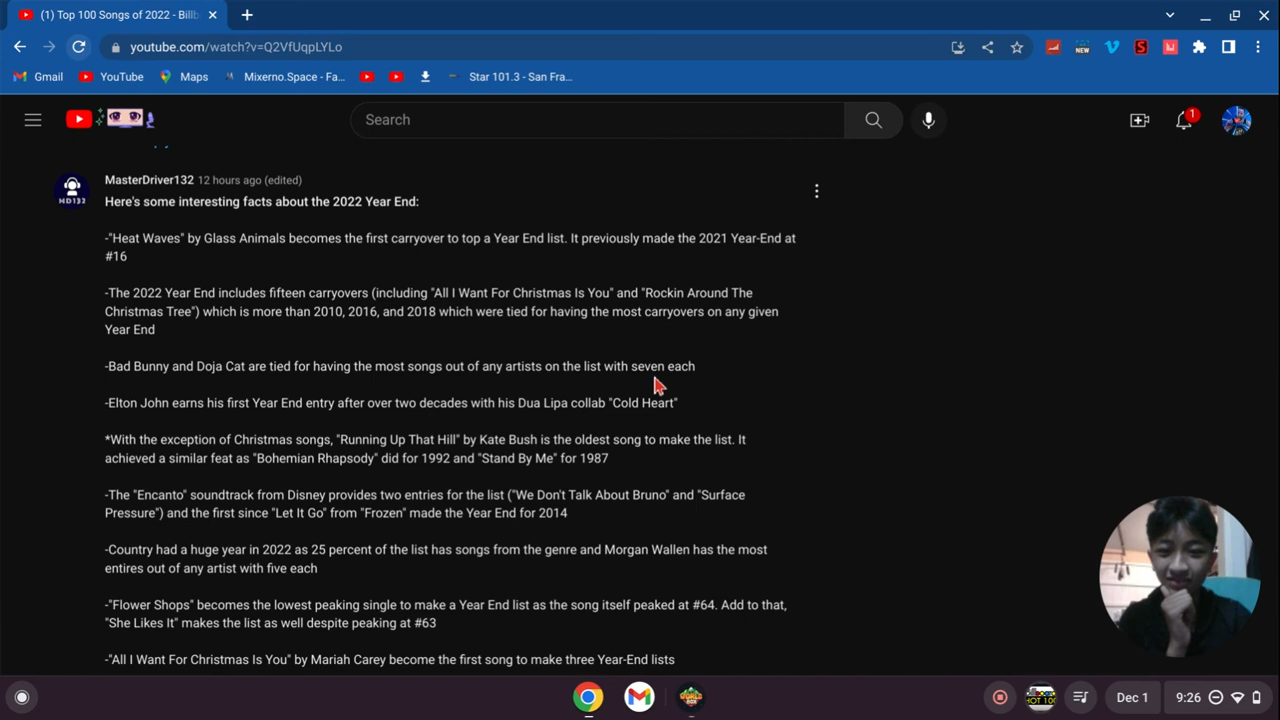 (1) Top 100 Songs of 2022 - Billb
youtube.com/watch?v=Q2VfUqpLYLo
NEW
Gmail
YouTube
Maps
Mixerno.Space - Fa...
Star 101.3 - San Fra...
Search
1
MasterDriver132 12 hours ago (edited)
HD132
Here's some interesting facts about the 2022 Year End:
-"Heat Waves" by Glass Animals becomes the first carryover to top a Year End list. It previously made the 2021 Year-End at
#16
-The 2022 Year End includes fifteen carryovers (including "All I Want For Christmas Is You" and "Rockin Around The
Christmas Tree") which is more than 2010, 2016, and 2018 which were tied for having the most carryovers on any given
Year End
-Bad Bunny and Doja Cat are tied for having the most songs out of any artists on the list with seven each
-Elton John earns his first Year End entry after over two decades with his Dua Lipa collab "Cold Heart"
*With the exception of Christmas songs, "Running Up That Hill" by Kate Bush is the oldest song to make the list. It
achieved a similar feat as "Bohemian Rhapsody" did for 1992 and "Stand By Me" for 1987
-The "Encanto" soundtrack from Disney provides two entries for the list ("We Don't Talk About Bruno" and "Surface
Pressure") and the first since "Let It Go" from "Frozen" made the Year End for 2014
-Country had a huge year in 2022 as 25 percent of the list has songs from the genre and Morgan Wallen has the most
entires out of any artist with five each
-"Flower Shops" becomes the lowest peaking single to make a Year End list as the song itself peaked at #64. Add to that,
"She Likes It" makes the list as well despite peaking at #63
-"All I Want For Christmas Is You" by Mariah Carey become the first song to make three Year-End lists
HOT 100
Dec 1
9:26